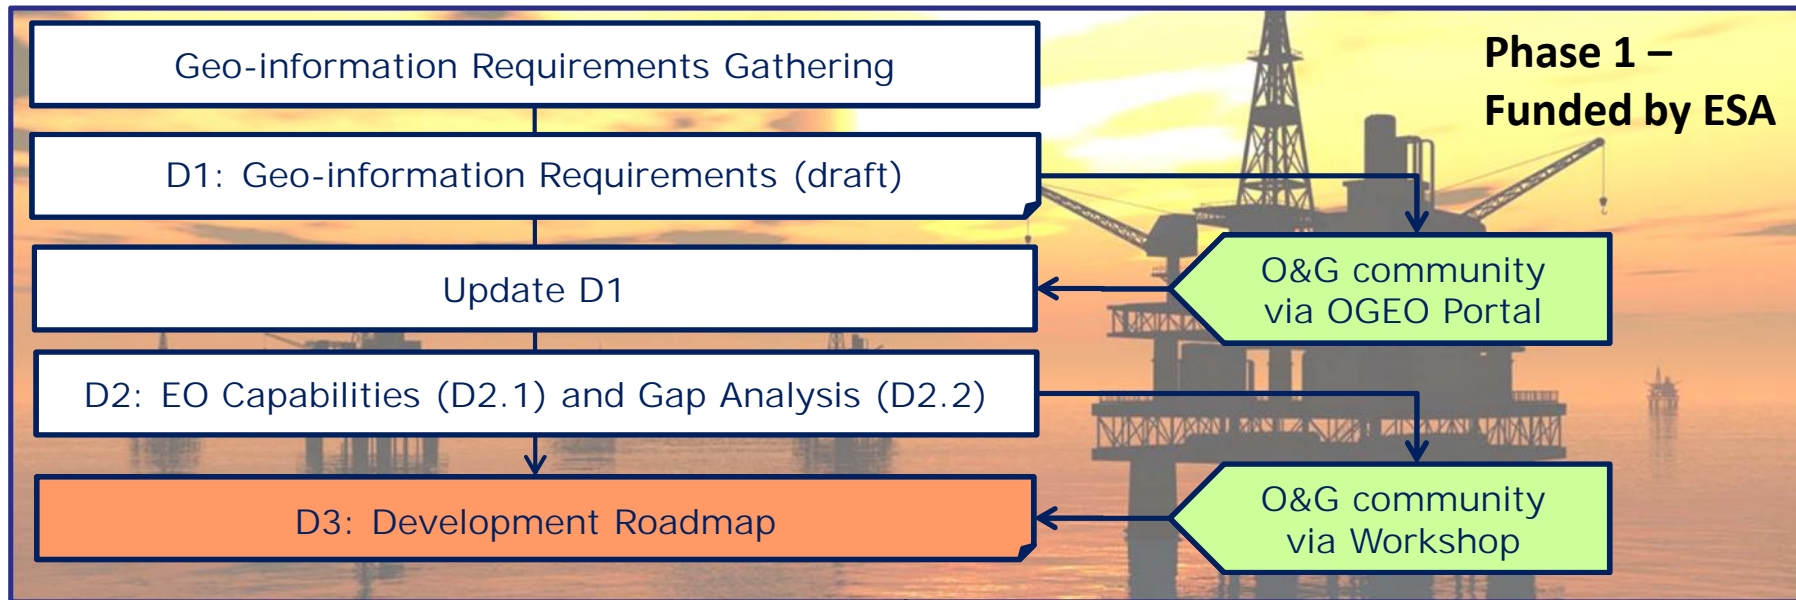 Phase 1 –
Funded by ESA
Geo-information Requirements Gathering
D1: Geo-information Requirements (draft)
Update D1
O&G community
via OGEO Portal
D2: EO Capabilities (D2.1) and Gap Analysis (D2.2)
D3: Development Roadmap
O&G community
via Workshop